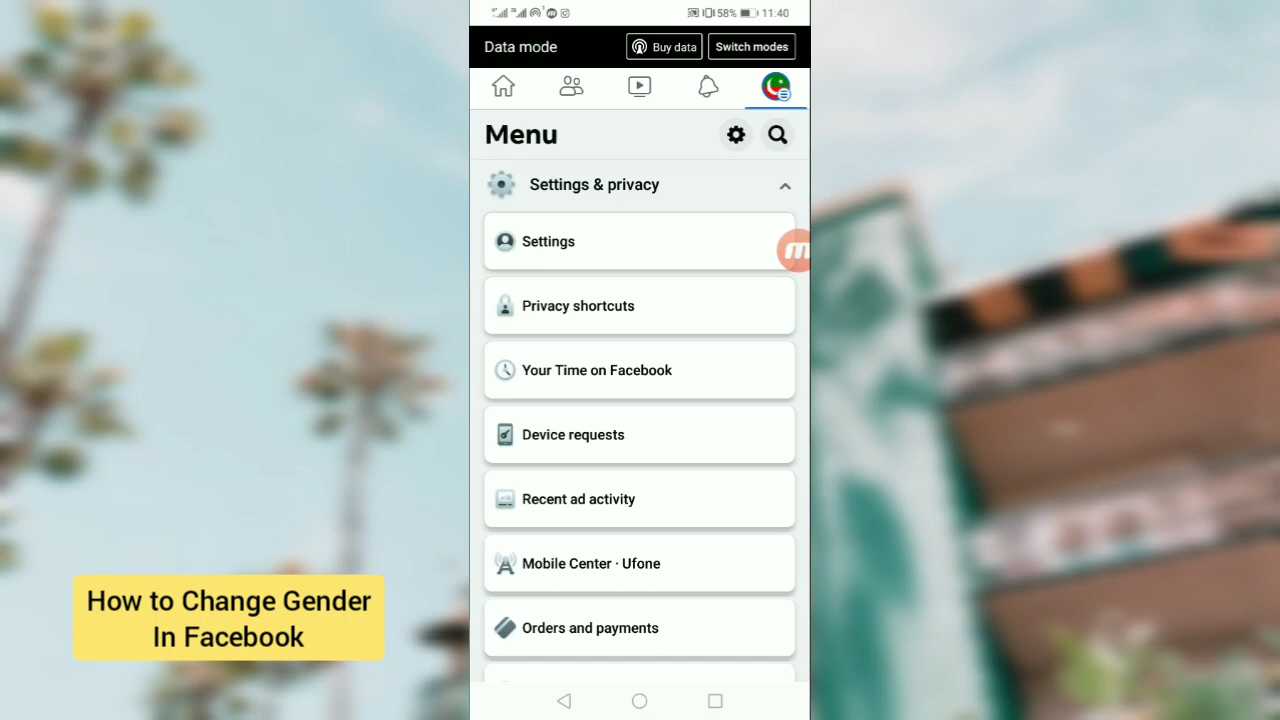 58% 11:40
Data mode
Buy data
Switch modes
Menu
Settings & privacy
Settings
Privacy shortcuts
Your Time on Facebook
Device requests
Recent ad activity
Mobile Center · Ufone
Orders and payments
How to Change Gender
In Facebook